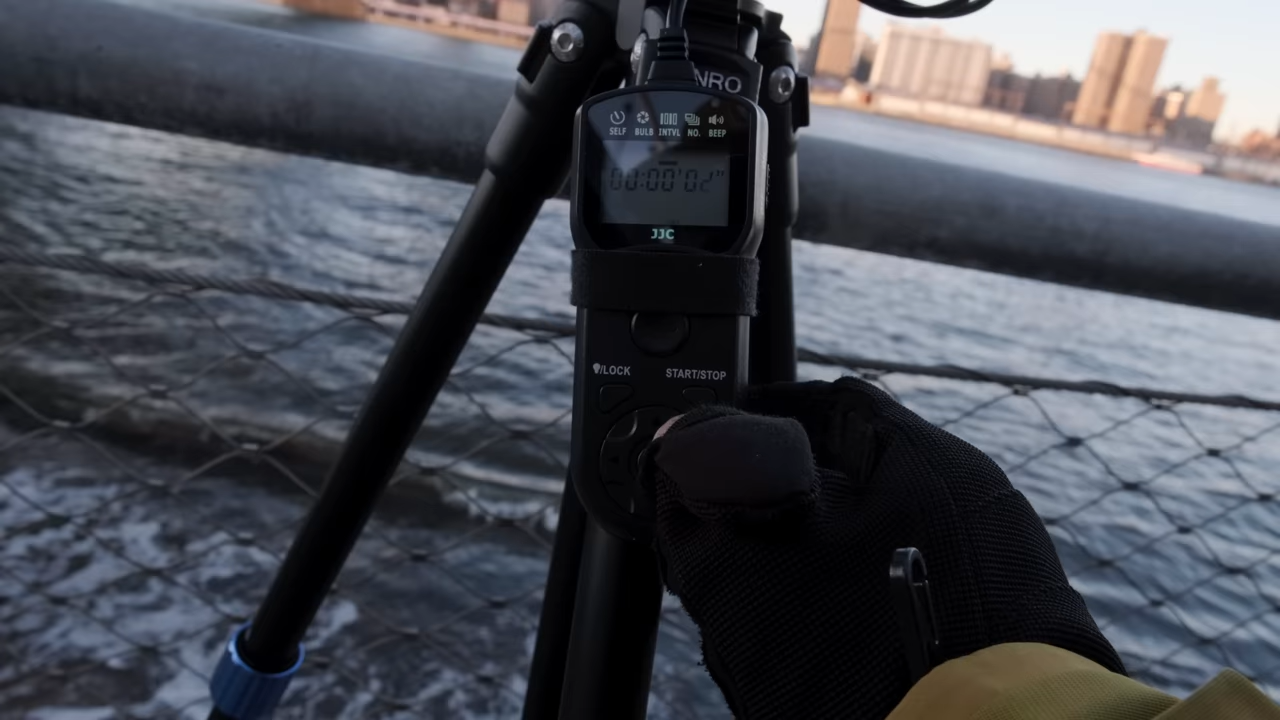 NRO
SELF BULB INTVL NO. BEEP
00:00'02"
JJC
/LOCK START/STOP